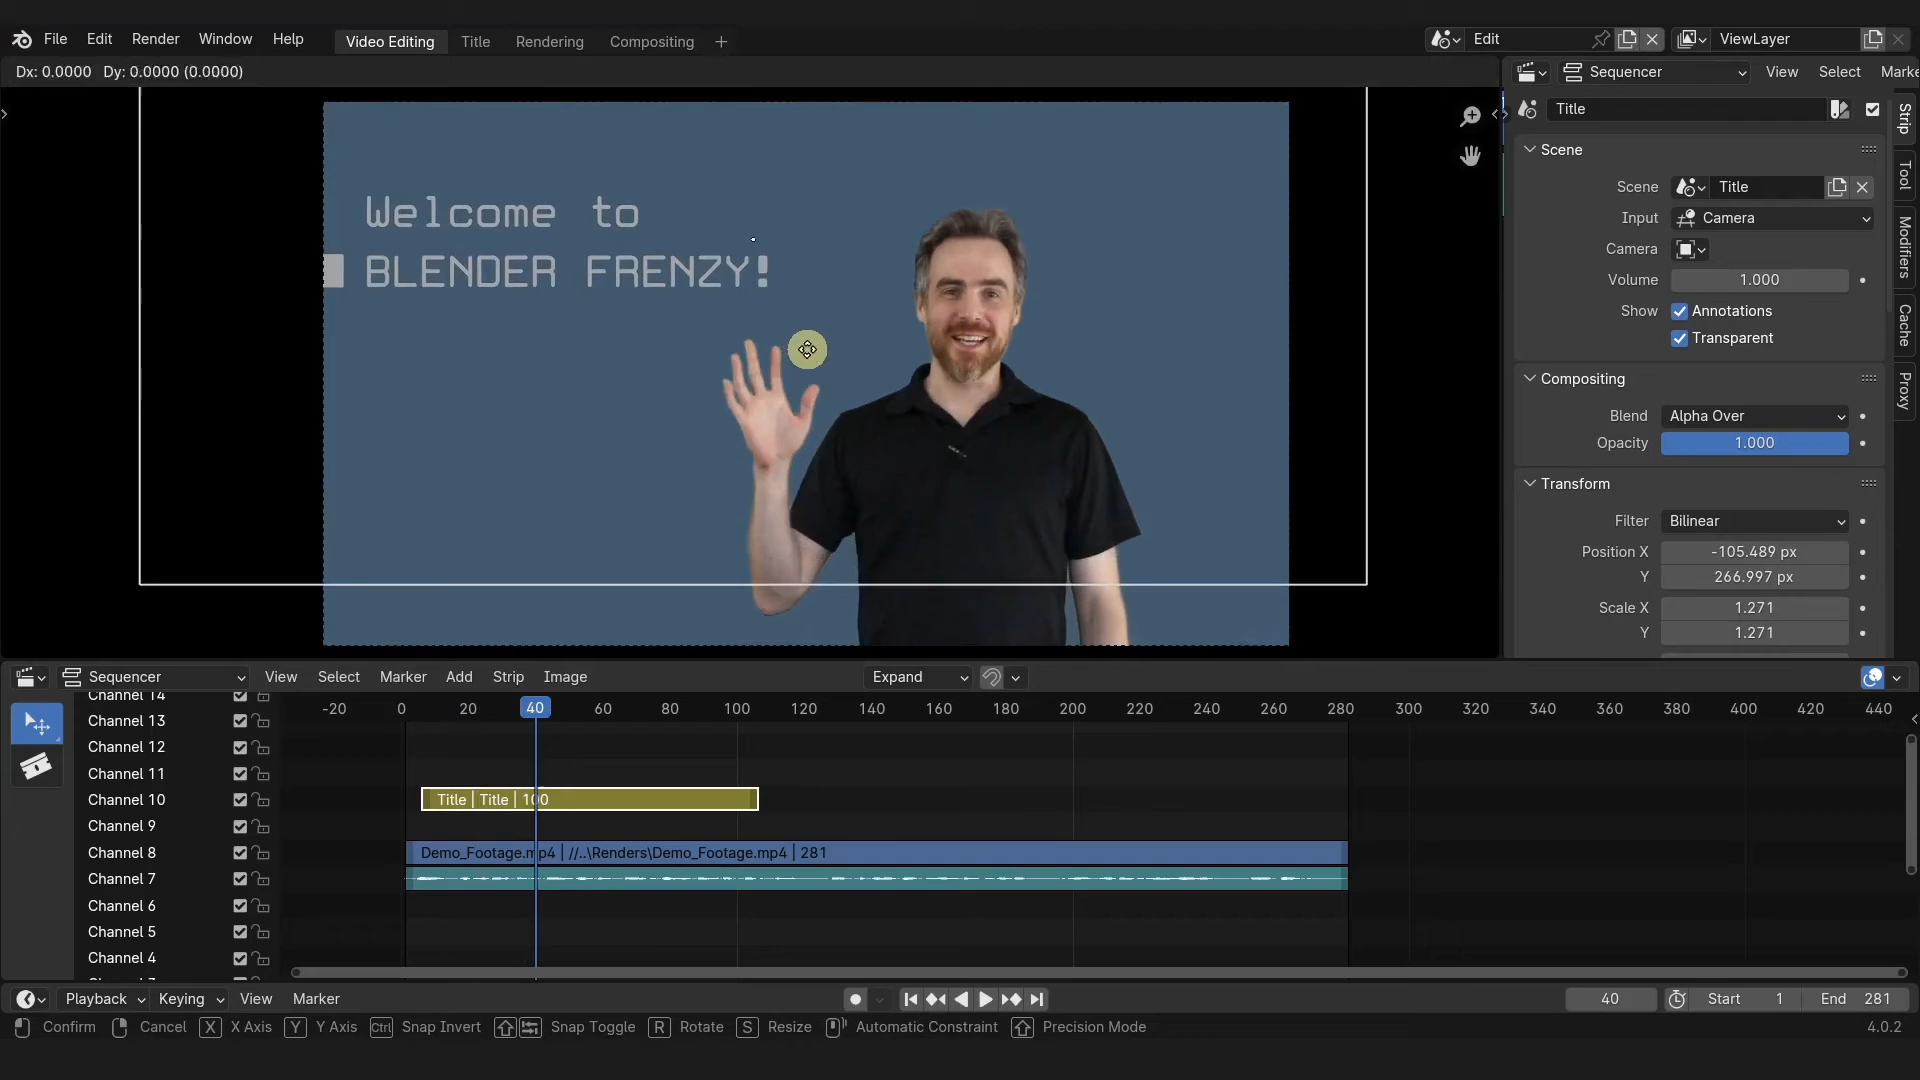 File Edit Render Window Help Video Editing Title Rendering Compositing + Edit ViewLayer
Dx: 0.0000 Dy: 0.0000 (0.0000)
Sequencer View Select Marke
Title
Scene
Scene Title
Input Camera
Camera
Volume 1.000
Show Annotations
Transparent
Compositing
Blend Alpha Over
Opacity 1.000
Transform
Filter Bilinear
Position X -105.489 px
Y 266.997 px
Scale X 1.271
Y 1.271
Strip
Tool
Modifiers
Cache
Proxy
Welcome to
BLENDER FRENZY!
Sequencer View Select Marker Add Strip Image Expand
-20 0 20 40 60 80 100 120 140 160 180 200 220 240 260 280 300 320 340 360 380 400 420 440
Channel 14
Channel 13
Channel 12
Channel 11
Channel 10
Title | Title | 100
Channel 9
Channel 8
Demo_Footage.mp4 | //..\Renders\Demo_Footage.mp4 | 281
Channel 7
Channel 6
Channel 5
Channel 4
Playback Keying View Marker 40 Start 1 End 281
Confirm Cancel X X Axis Y Y Axis Ctrl Snap Invert Snap Toggle R Rotate S Resize Automatic Constraint Precision Mode 4.0.2